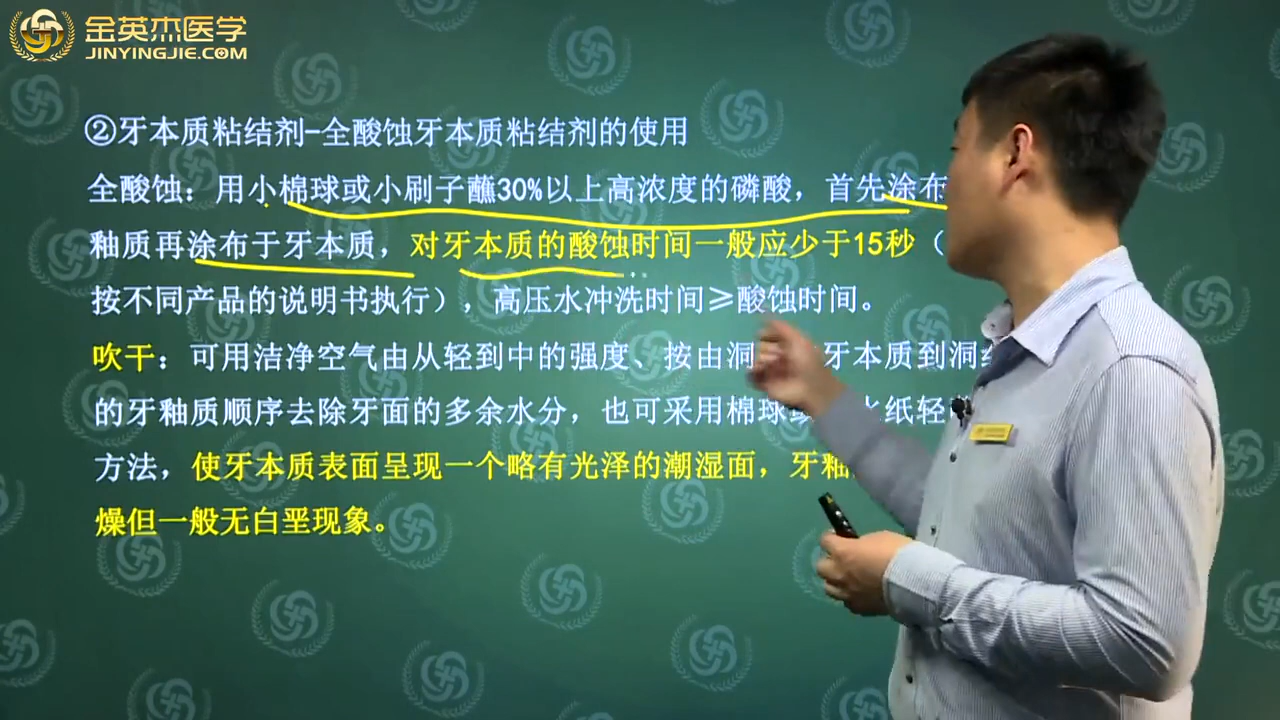 金英杰医学
JINYINGJIE.COM
②牙本质粘结剂-全酸蚀牙本质粘结剂的使用
全酸蚀：用小棉球或小刷子蘸30%以上高浓度的磷酸，首先涂布
釉质再涂布于牙本质，对牙本质的酸蚀时间一般应少于15秒（
按不同产品的说明书执行），高压水冲洗时间≥酸蚀时间。
吹干：可用洁净空气由从轻到中的强度、按由洞 牙本质到洞
的牙釉质顺序去除牙面的多余水分，也可采用棉球 水纸轻
方法，使牙本质表面呈现一个略有光泽的潮湿面，牙釉
燥但一般无白垩现象。